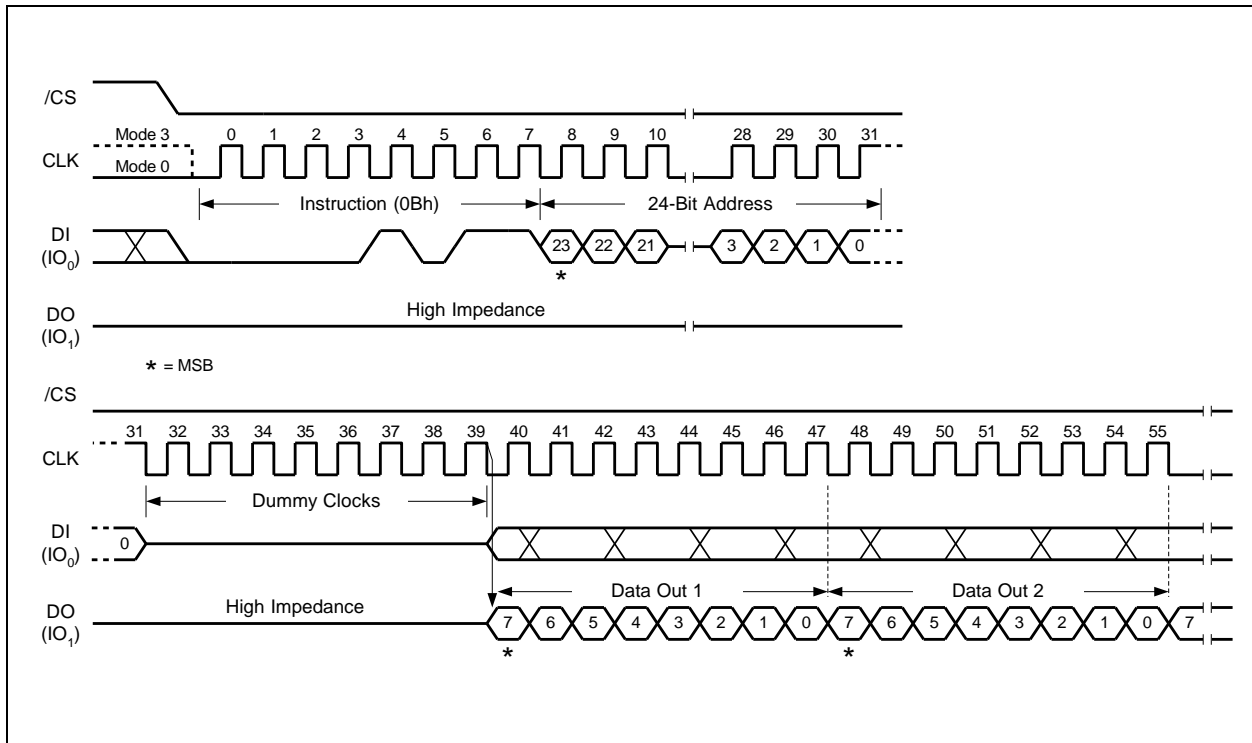 /CS
Mode 3 0 1 2 3 4 5 6 7 8 9 10 28 29 30 31
CLK
Mode 0
Instruction (0Bh) 24-Bit Address
DI
(IO0) 23 22 21 3 2 1 0
*
High Impedance
DO
(IO1)
* = MSB
/CS
31 32 33 34 35 36 37 38 39 40 41 42 43 44 45 46 47 48 49 50 51 52 53 54 55
CLK
Dummy Clocks
DI
(IO0) 0
Data Out 1 Data Out 2
High Impedance
DO
(IO1) 7 6 5 4 3 2 1 0 7 6 5 4 3 2 1 0 7
* *